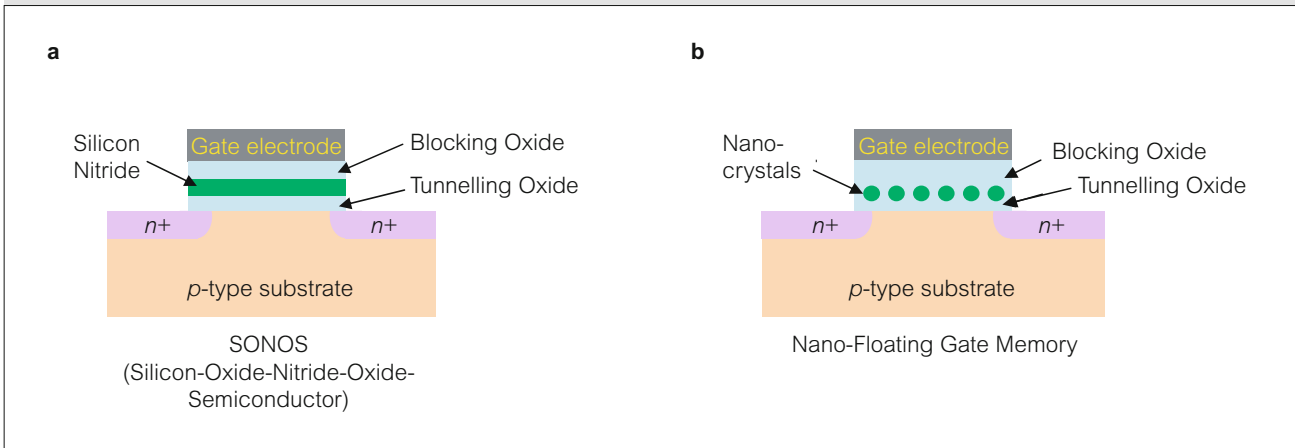 a
Silicon
Nitride
Gate electrode
Blocking Oxide
Tunnelling Oxide
n+
n+
p-type substrate
SONOS
(Silicon-Oxide-Nitride-Oxide-
Semiconductor)
b
Nano-
crystals
Gate electrode
Blocking Oxide
Tunnelling Oxide
n+
n+
p-type substrate
Nano-Floating Gate Memory